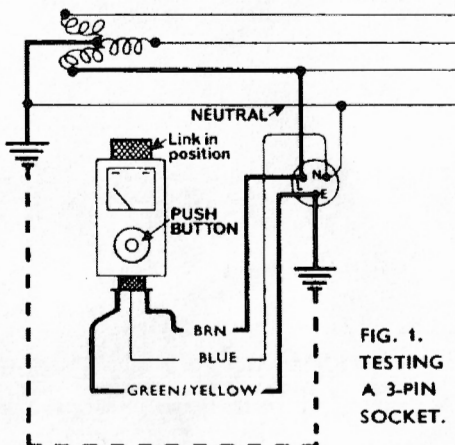 NEUTRAL
Link in
position
L N
E
PUSH
BUTTON
BRN
BLUE
GREEN/YELLOW
FIG. 1.
TESTING
A 3-PIN
SOCKET.